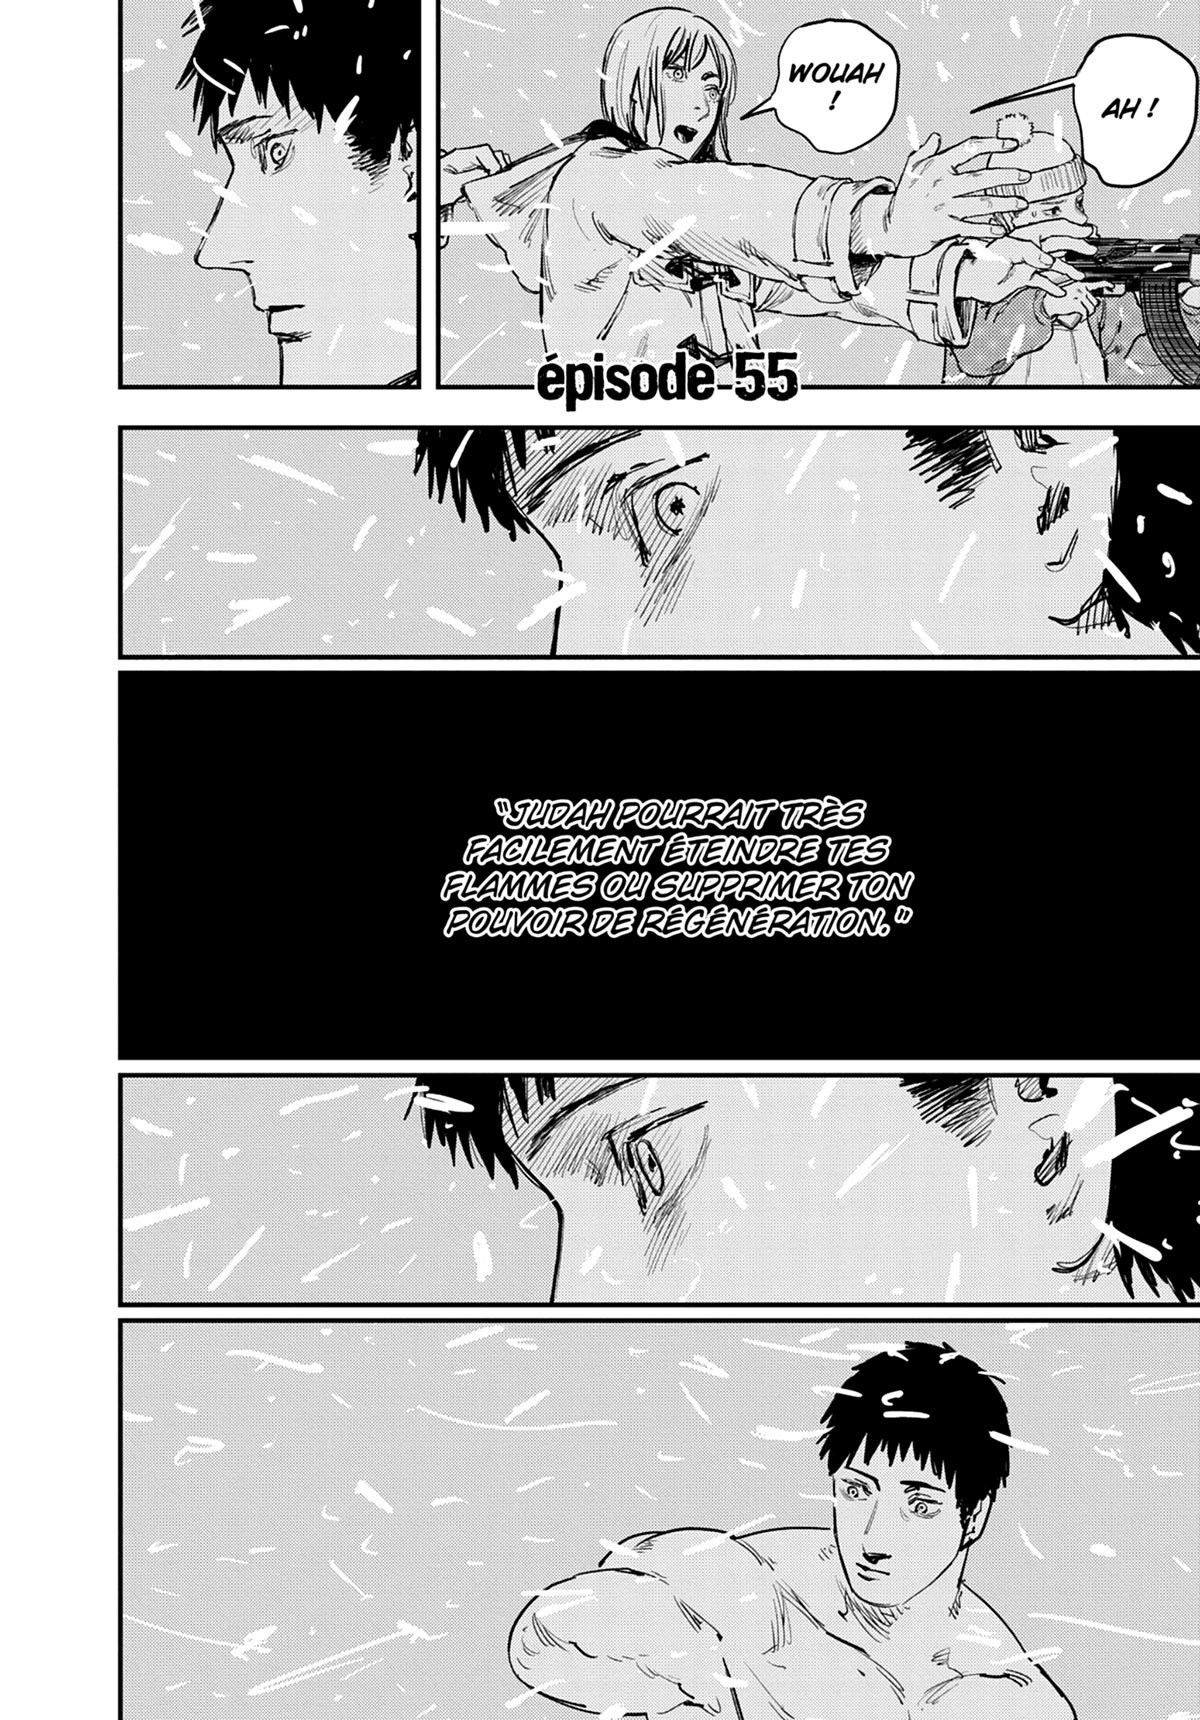 AH !
WOUAH
!
épisode 55
"JUDAH POURRAIT TRÈS
FACILEMENT ÉTEINDRE TES
FLAMMES OU SUPPRIMER TON
POUVOIR DE RÉGÉNÉRATION."